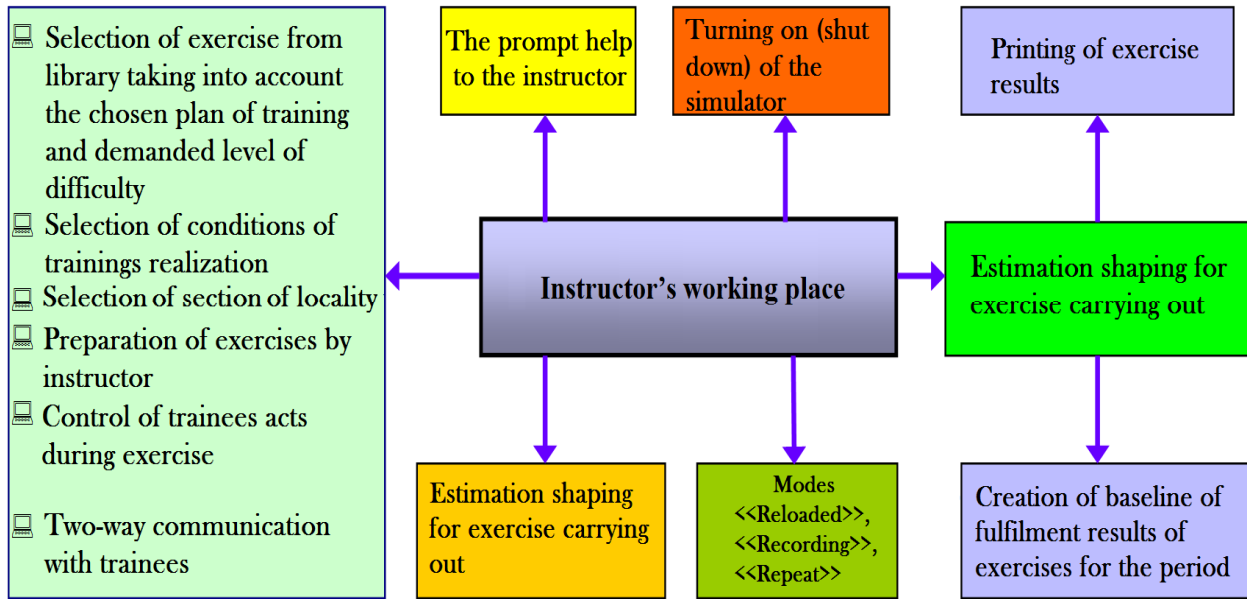 Selection of exercise from
library taking into account
the chosen plan of training
and demanded level of
difficulty
Selection of conditions of
trainings realization
Selection of section of locality
Preparation of exercises by
instructor
Control of trainees acts
during exercise
Two-way communication
with trainees
The prompt help
to the instructor
Turning on (shut
down) of the
simulator
Printing of exercise
results
Instructor's working place
Estimation shaping for
exercise carrying out
Estimation shaping
for exercise carrying
out
Modes
<<Reloaded>>,
<<Recording>>,
<<Repeat>>
Creation of baseline of
fulfilment results of
exercises for the period